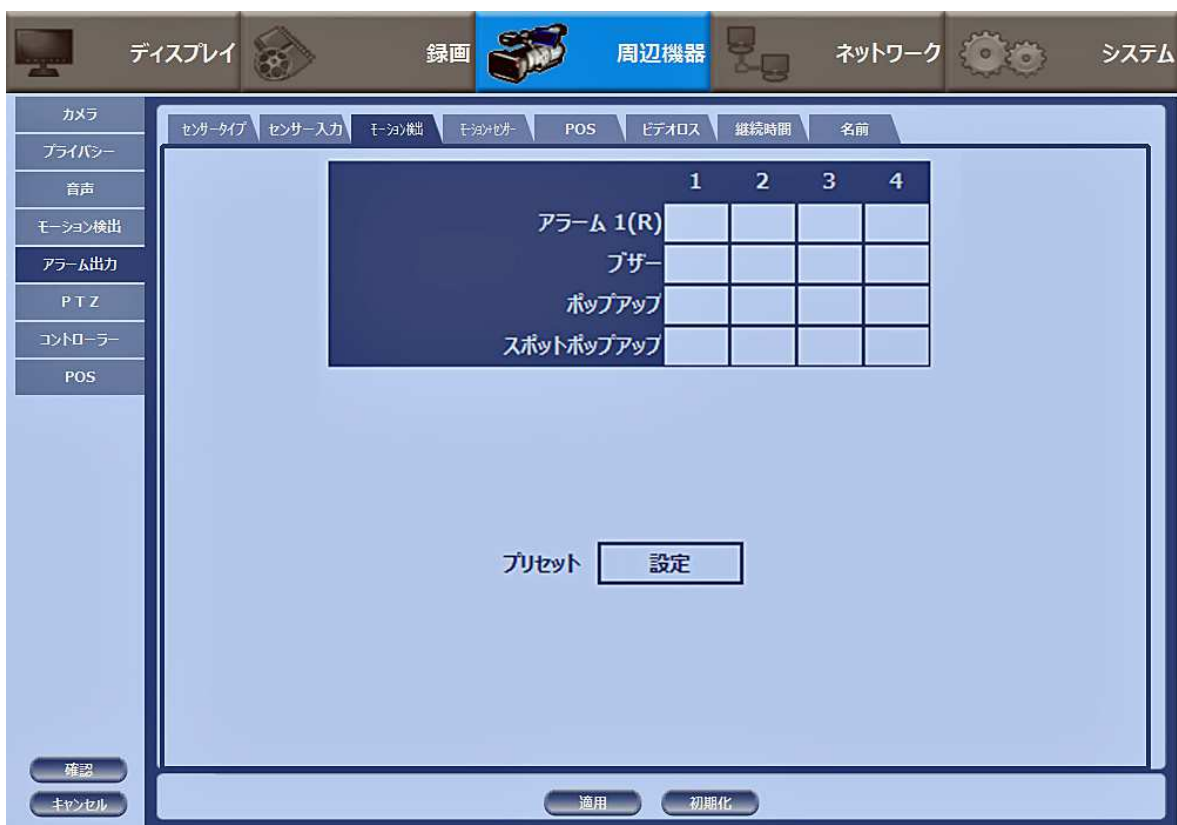 ディスプレイ 録画 周辺機器 ネットワーク システム
カメラ
プライバシー
音声
モーション検出
アラーム出力
PTZ
コントローラー
POS
センサータイプ センサー入力 モーション検出 モーション+センサー POS ビデオロス 継続時間 名前
1 2 3 4
アラーム 1(R)
ブザー
ポップアップ
スポットポップアップ
プリセット 設定
確認
キャンセル
適用 初期化